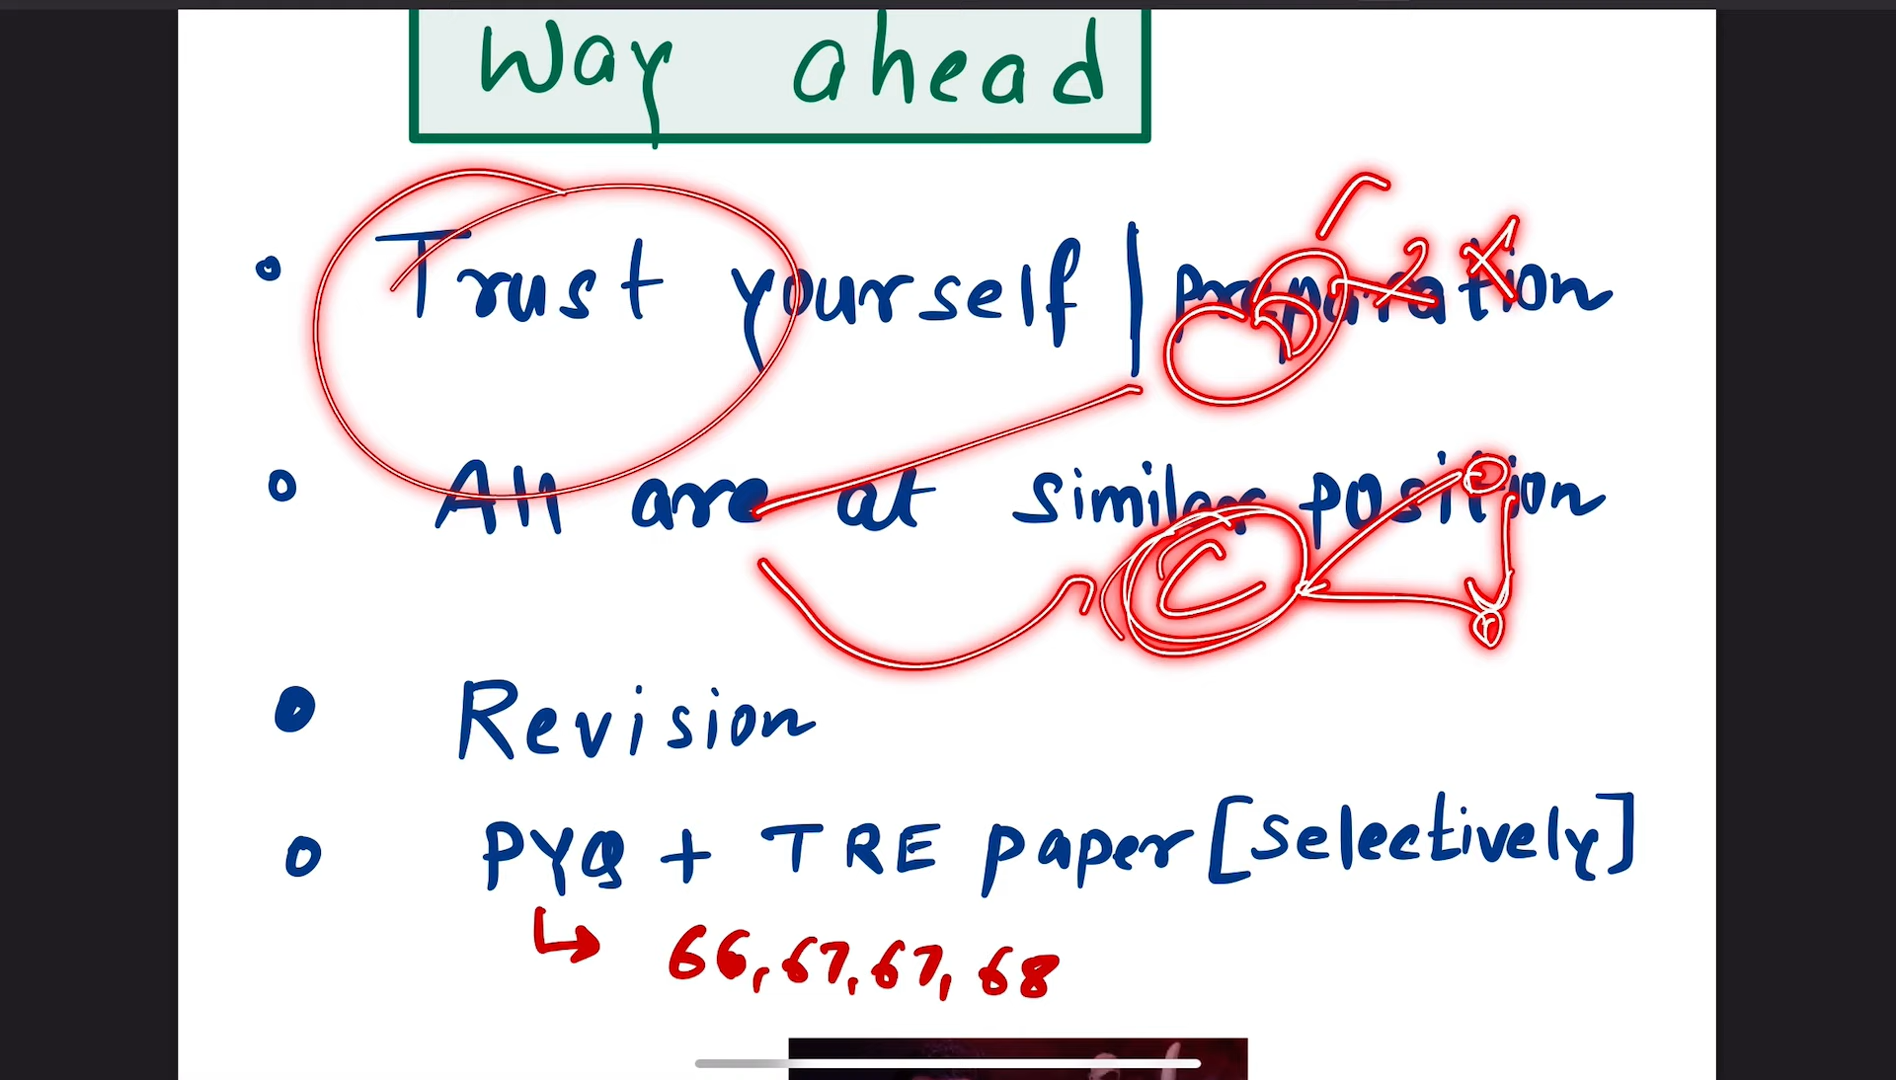 Way ahead
Trust yourself | preparation
All are at similar position
Revision
PYQ + TRE paper [selectively]
66, 67, 67, 68